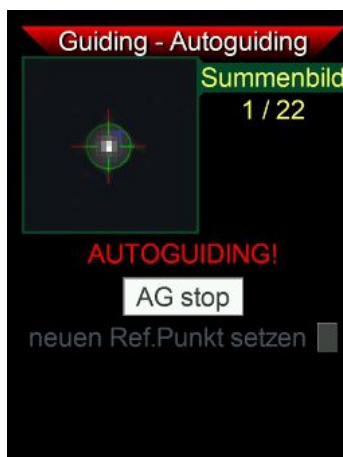 Guiding - Autoguiding
Summenbild
1 / 22
AUTOGUIDING!
AG stop
neuen Ref.Punkt setzen